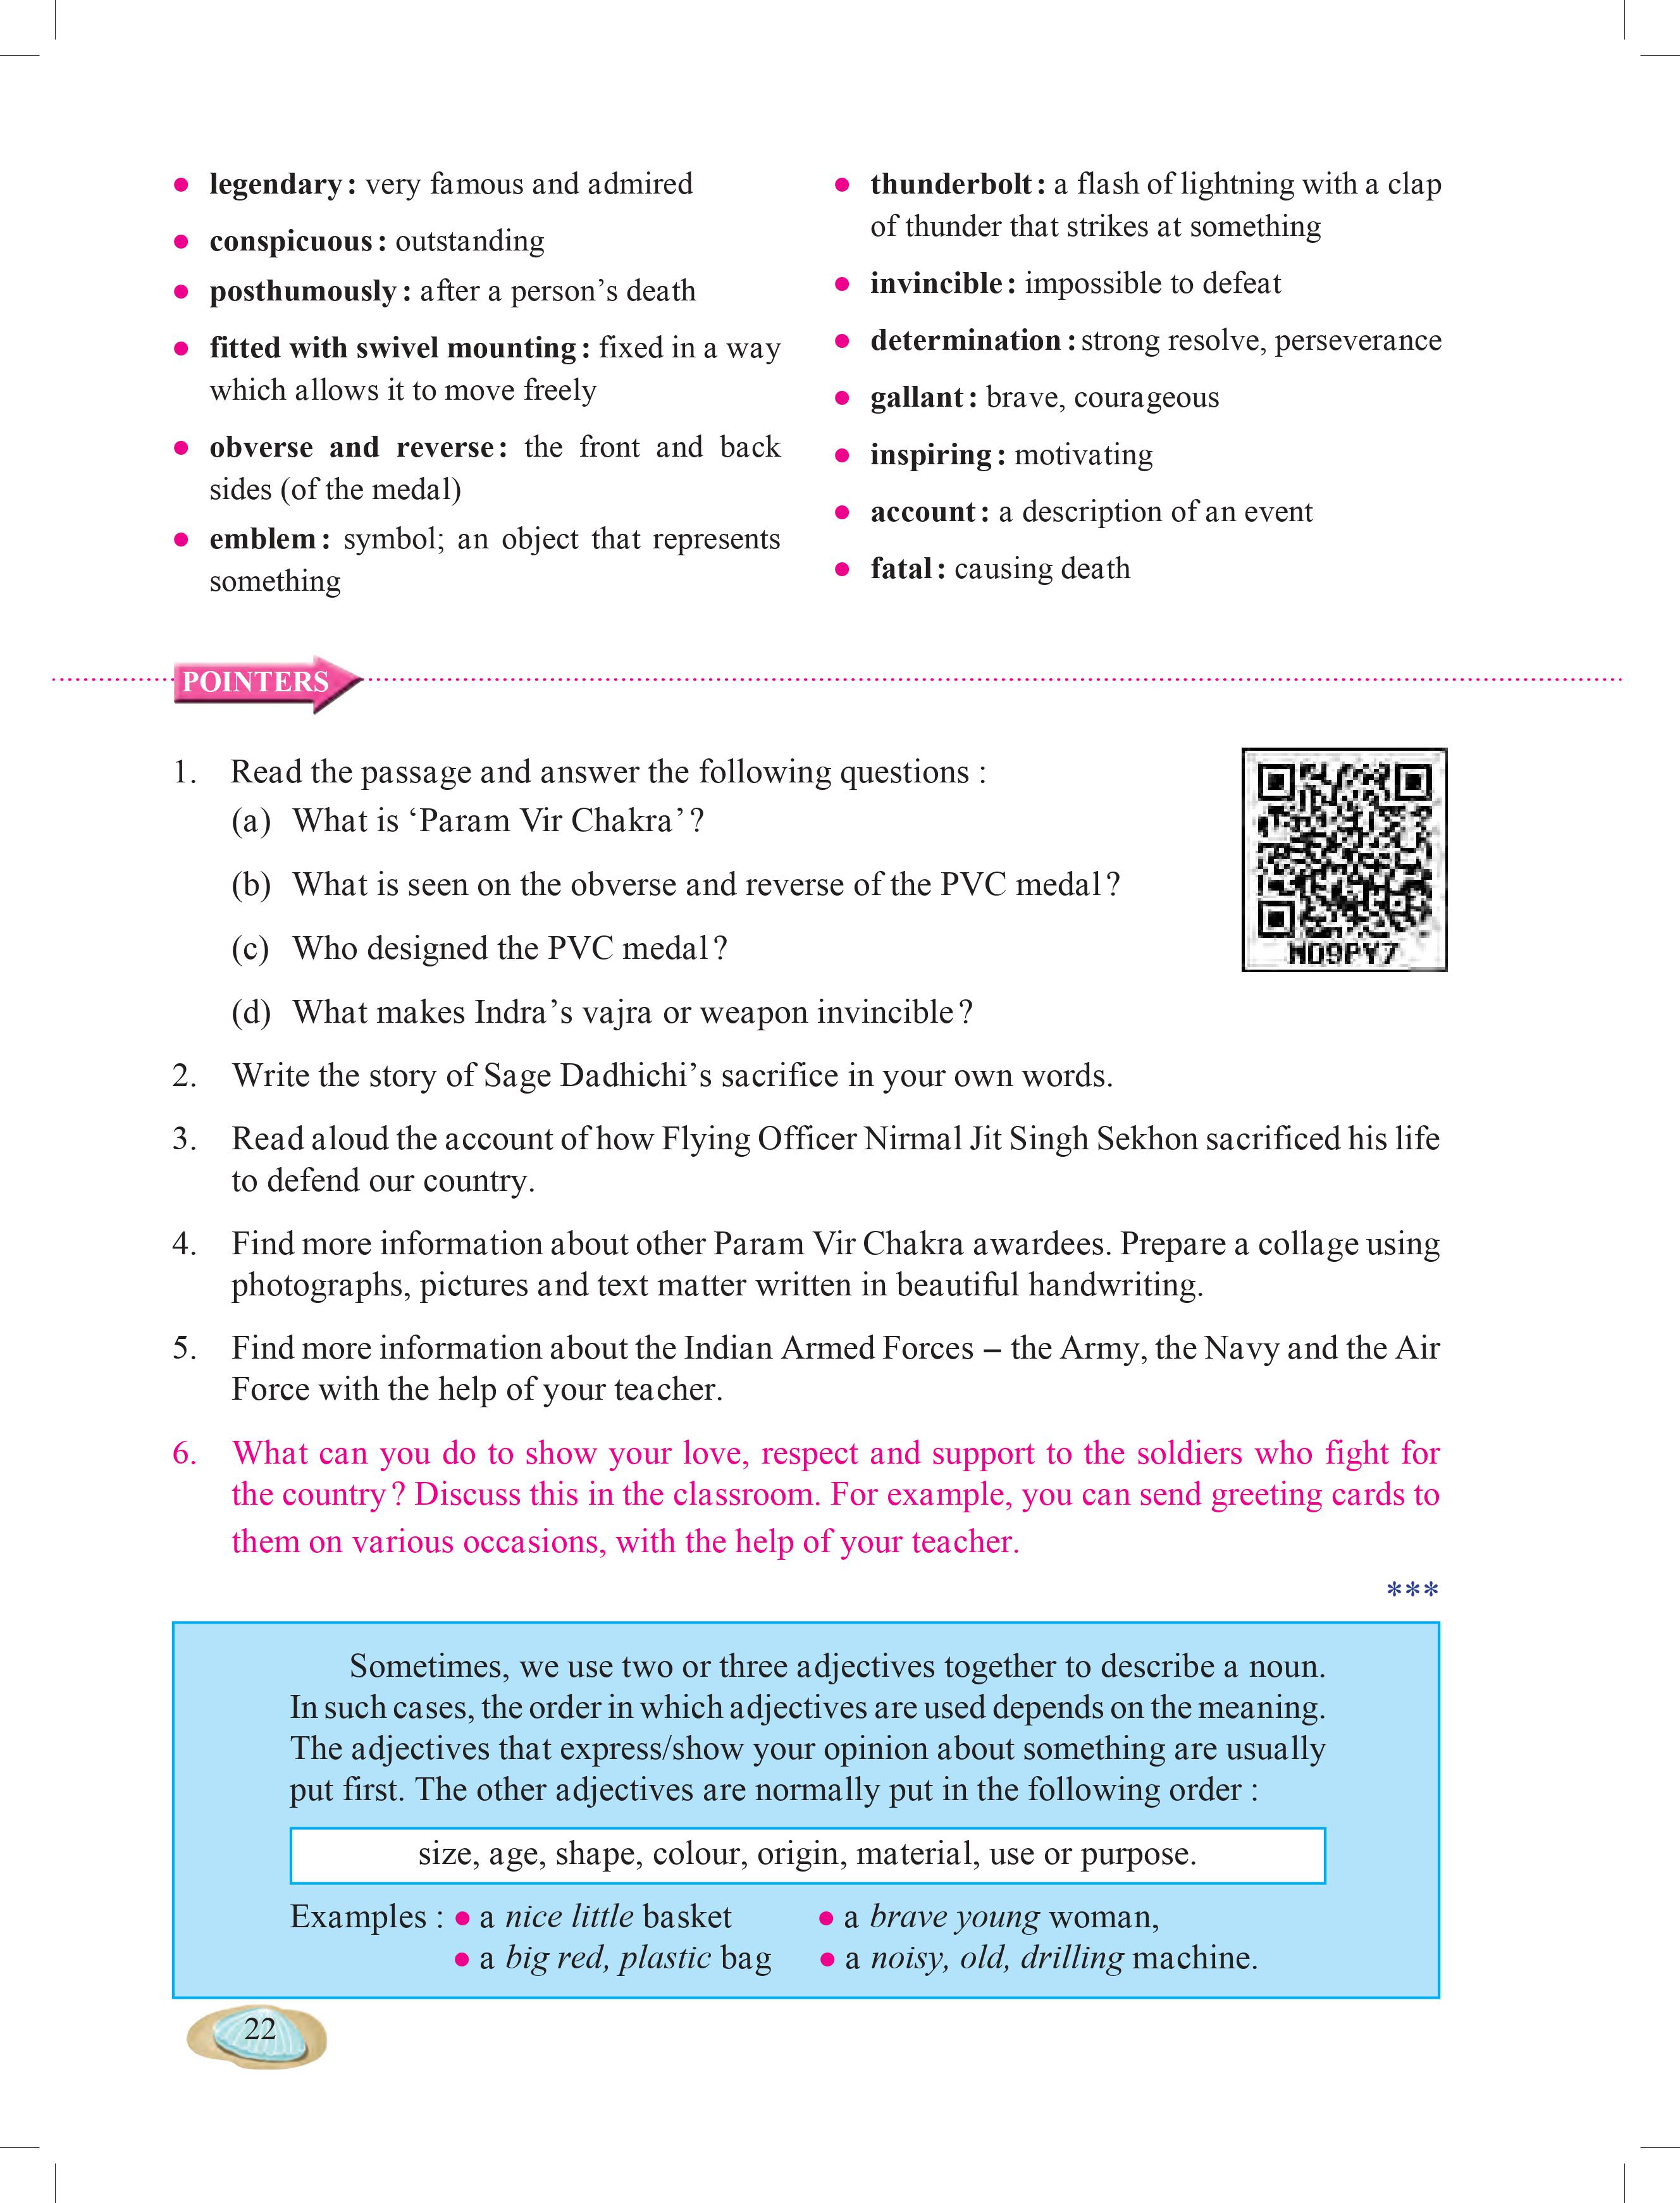 ● legendary : very famous and admired
● conspicuous : outstanding
● posthumously : after a person's death
● fitted with swivel mounting : fixed in a way
which allows it to move freely
● obverse and reverse : the front and back
sides (of the medal)
● emblem : symbol; an object that represents
something
● thunderbolt : a flash of lightning with a clap
of thunder that strikes at something
● invincible : impossible to defeat
● determination : strong resolve, perseverance
● gallant : brave, courageous
● inspiring : motivating
● account : a description of an event
● fatal : causing death
POINTERS
1. Read the passage and answer the following questions :
(a) What is ‘Param Vir Chakra’ ?
(b) What is seen on the obverse and reverse of the PVC medal ?
(c) Who designed the PVC medal ?
(d) What makes Indra’s vajra or weapon invincible ?
NO9PY7
2. Write the story of Sage Dadhichi’s sacrifice in your own words.
3. Read aloud the account of how Flying Officer Nirmal Jit Singh Sekhon sacrificed his life
to defend our country.
4. Find more information about other Param Vir Chakra awardees. Prepare a collage using
photographs, pictures and text matter written in beautiful handwriting.
5. Find more information about the Indian Armed Forces – the Army, the Navy and the Air
Force with the help of your teacher.
6. What can you do to show your love, respect and support to the soldiers who fight for
the country ? Discuss this in the classroom. For example, you can send greeting cards to
them on various occasions, with the help of your teacher.
***
Sometimes, we use two or three adjectives together to describe a noun.
In such cases, the order in which adjectives are used depends on the meaning.
The adjectives that express/show your opinion about something are usually
put first. The other adjectives are normally put in the following order :
size, age, shape, colour, origin, material, use or purpose.
Examples : ● a nice little basket ● a brave young woman,
● a big red, plastic bag ● a noisy, old, drilling machine.
22